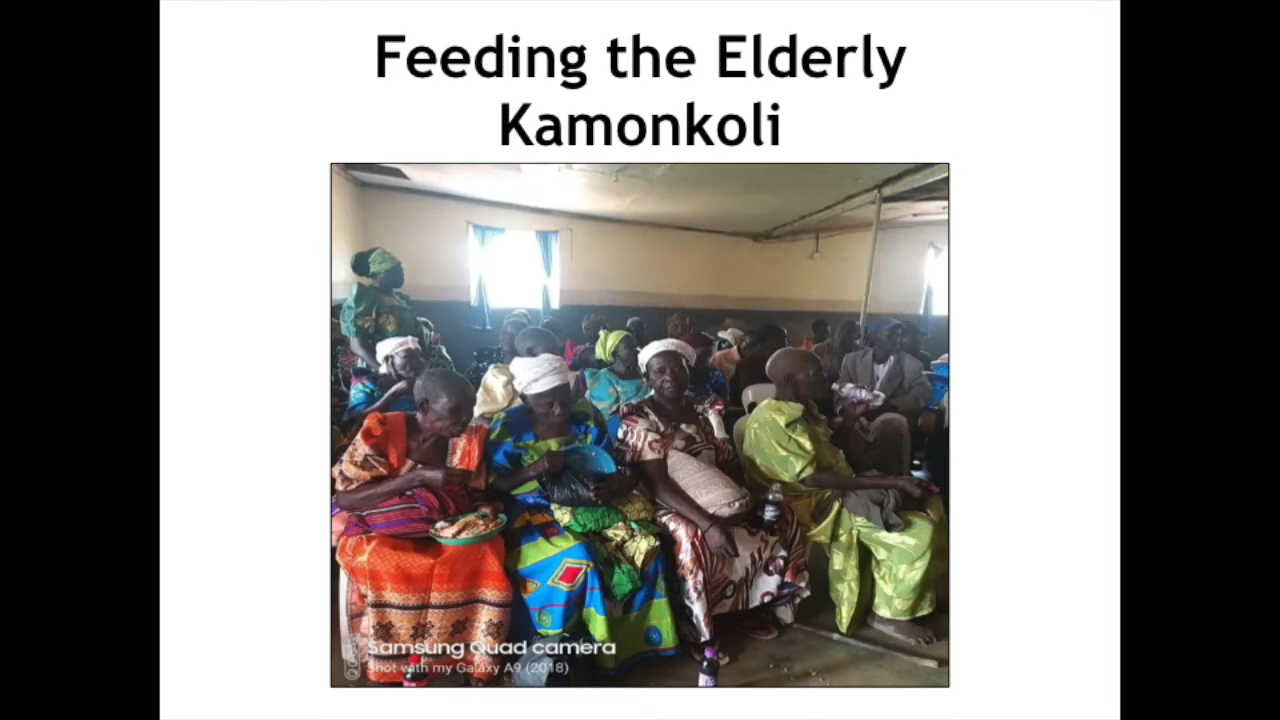 Feeding the Elderly
Kamonkoli
Samsung Quad camera
Shot with my Galaxy A9 (2018)